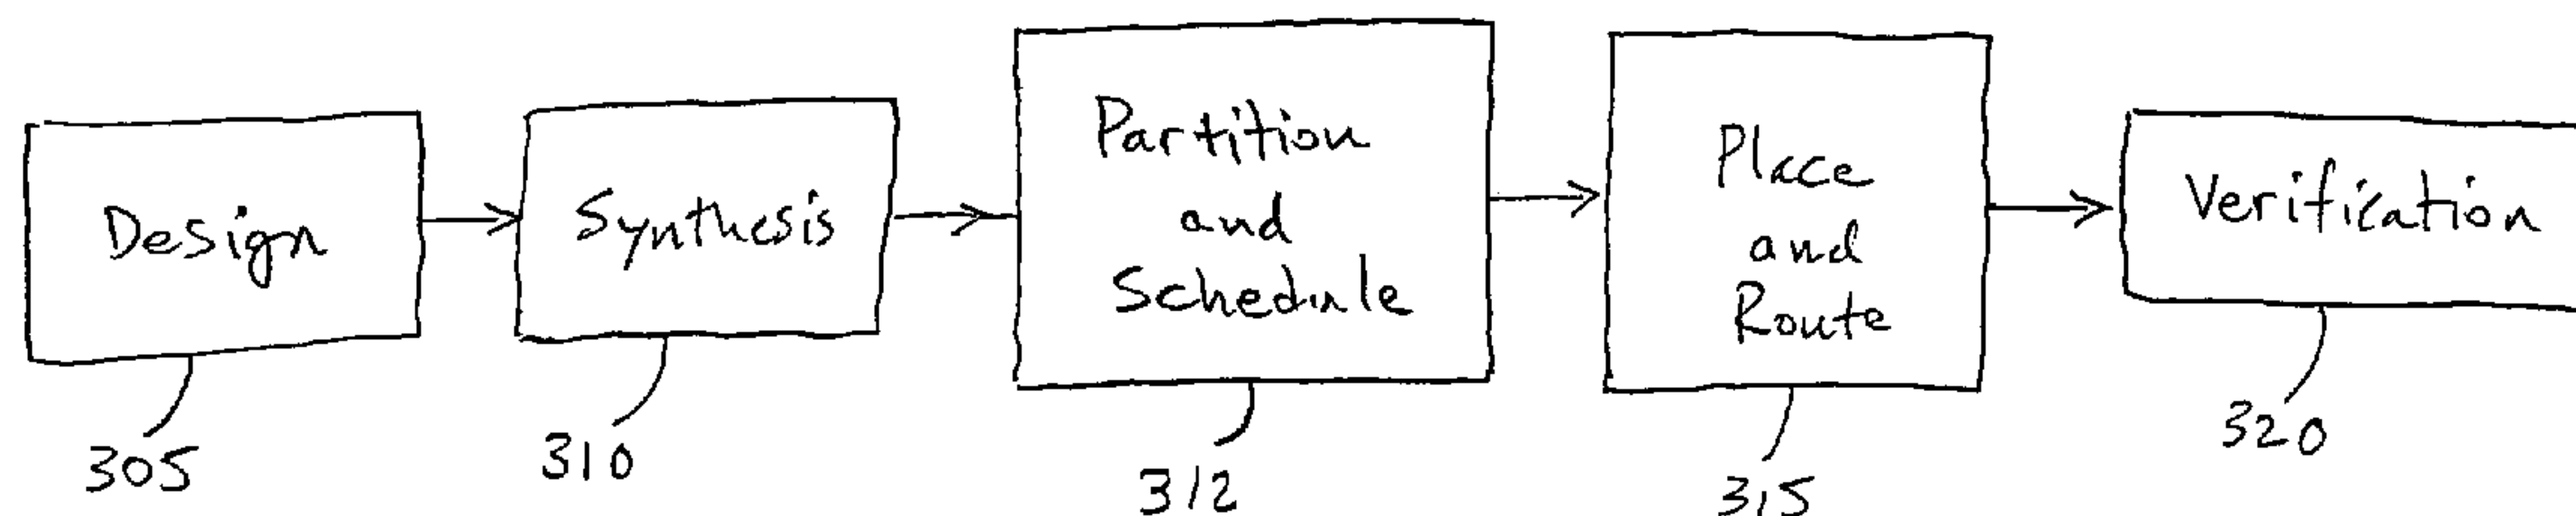 Design
Synthesis
Partition
and
Schedule
Place
and
Route
Verification
305
310
312
315
320